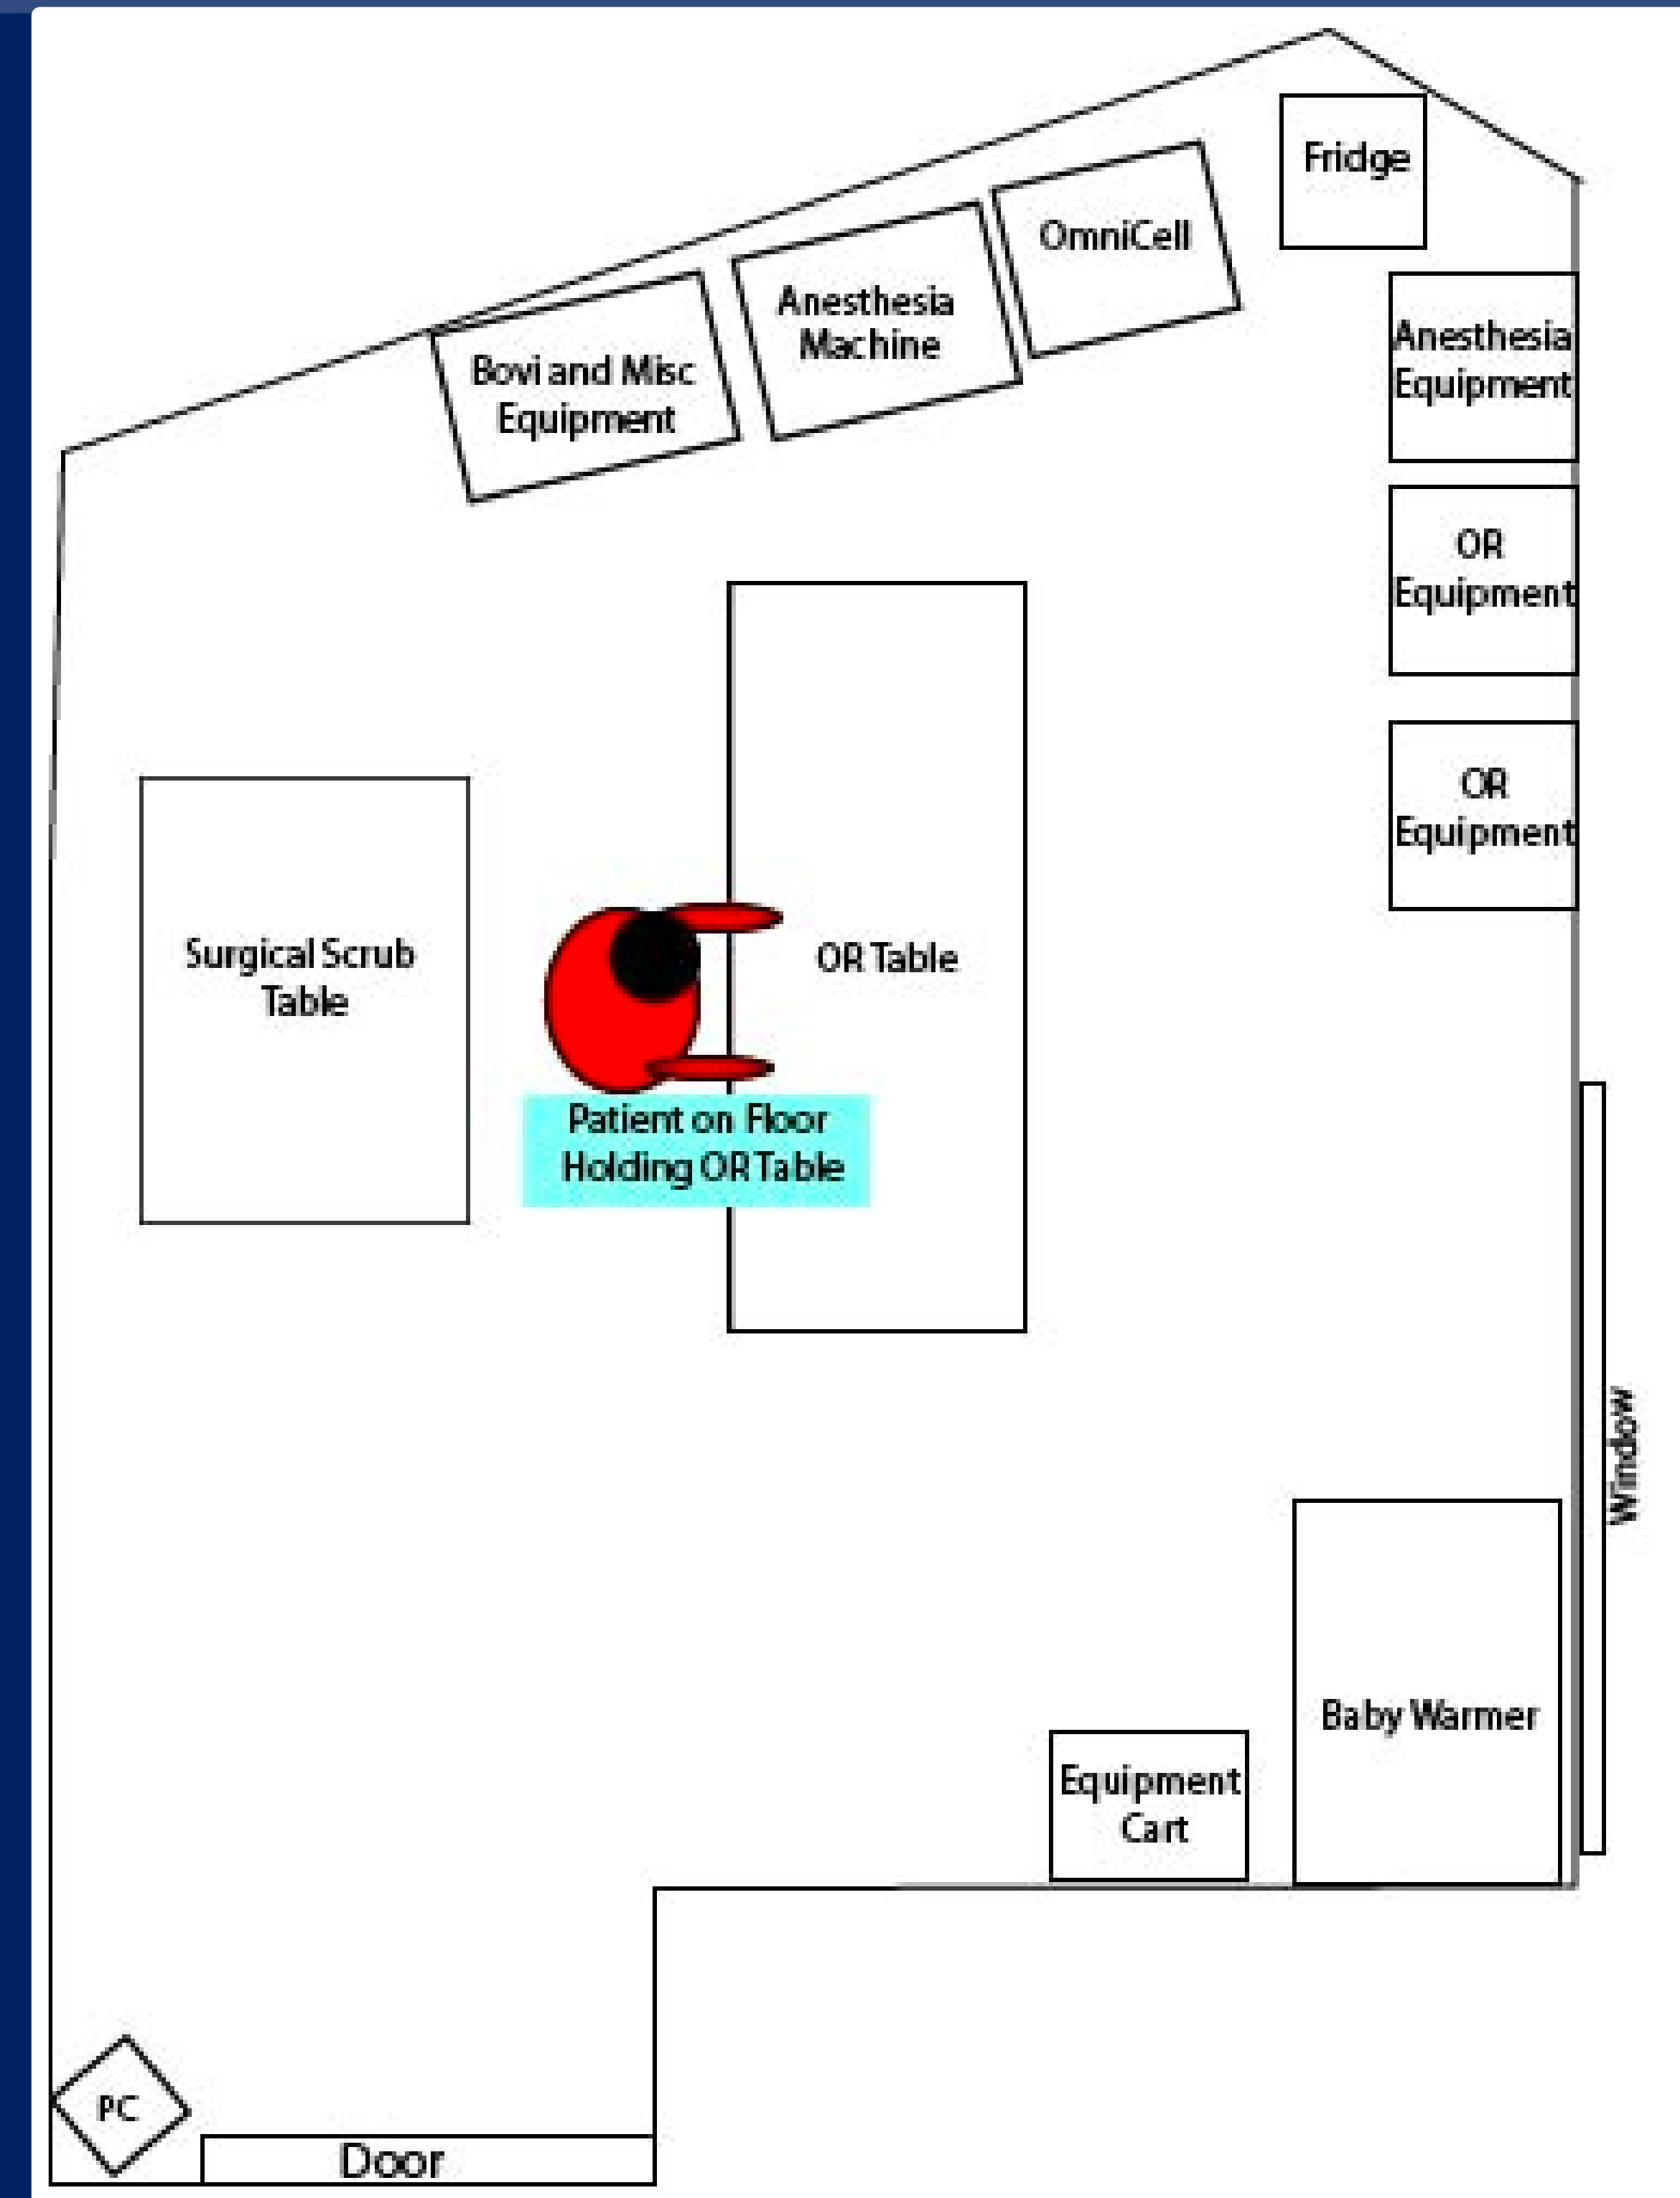 Fridge
OmniCell
Anesthesia
Machine
Bovi and Misc
Equipment
Anesthesia
Equipment
OR
Equipment
OR
Equipment
Surgical Scrub
Table
OR Table
Patient on Floor
Holding OR Table
Window
Baby Warmer
Equipment
Cart
PC
Door